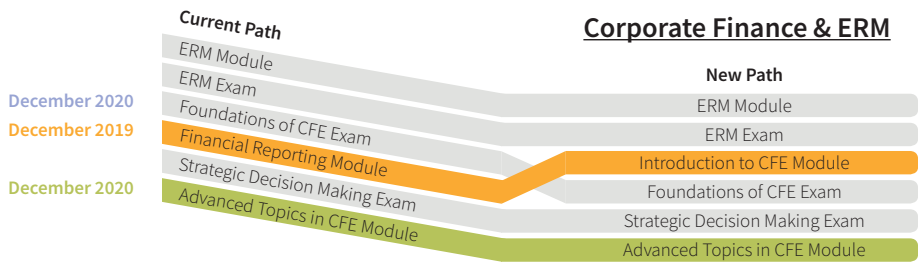 Corporate Finance & ERM
Current Path
ERM Module
ERM Exam
Foundations of CFE Exam
Financial Reporting Module
Strategic Decision Making Exam
Advanced Topics in CFE Module
December 2020
December 2019
December 2020
New Path
ERM Module
ERM Exam
Introduction to CFE Module
Foundations of CFE Exam
Strategic Decision Making Exam
Advanced Topics in CFE Module